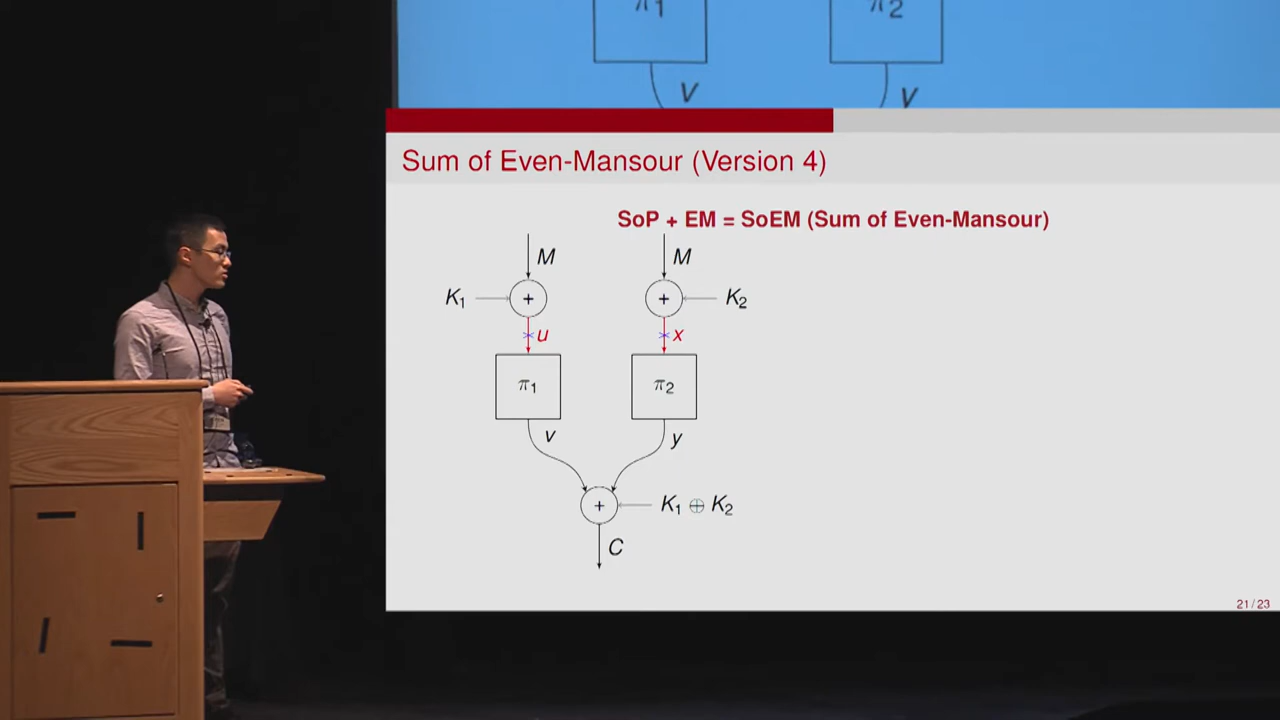 π1 π2
v v
Sum of Even-Mansour (Version 4)
SoP + EM = SoEM (Sum of Even-Mansour)
M M
K1 + + K2
u x
π1 π2
v y
+ K1 ⊕ K2
C
21 / 23